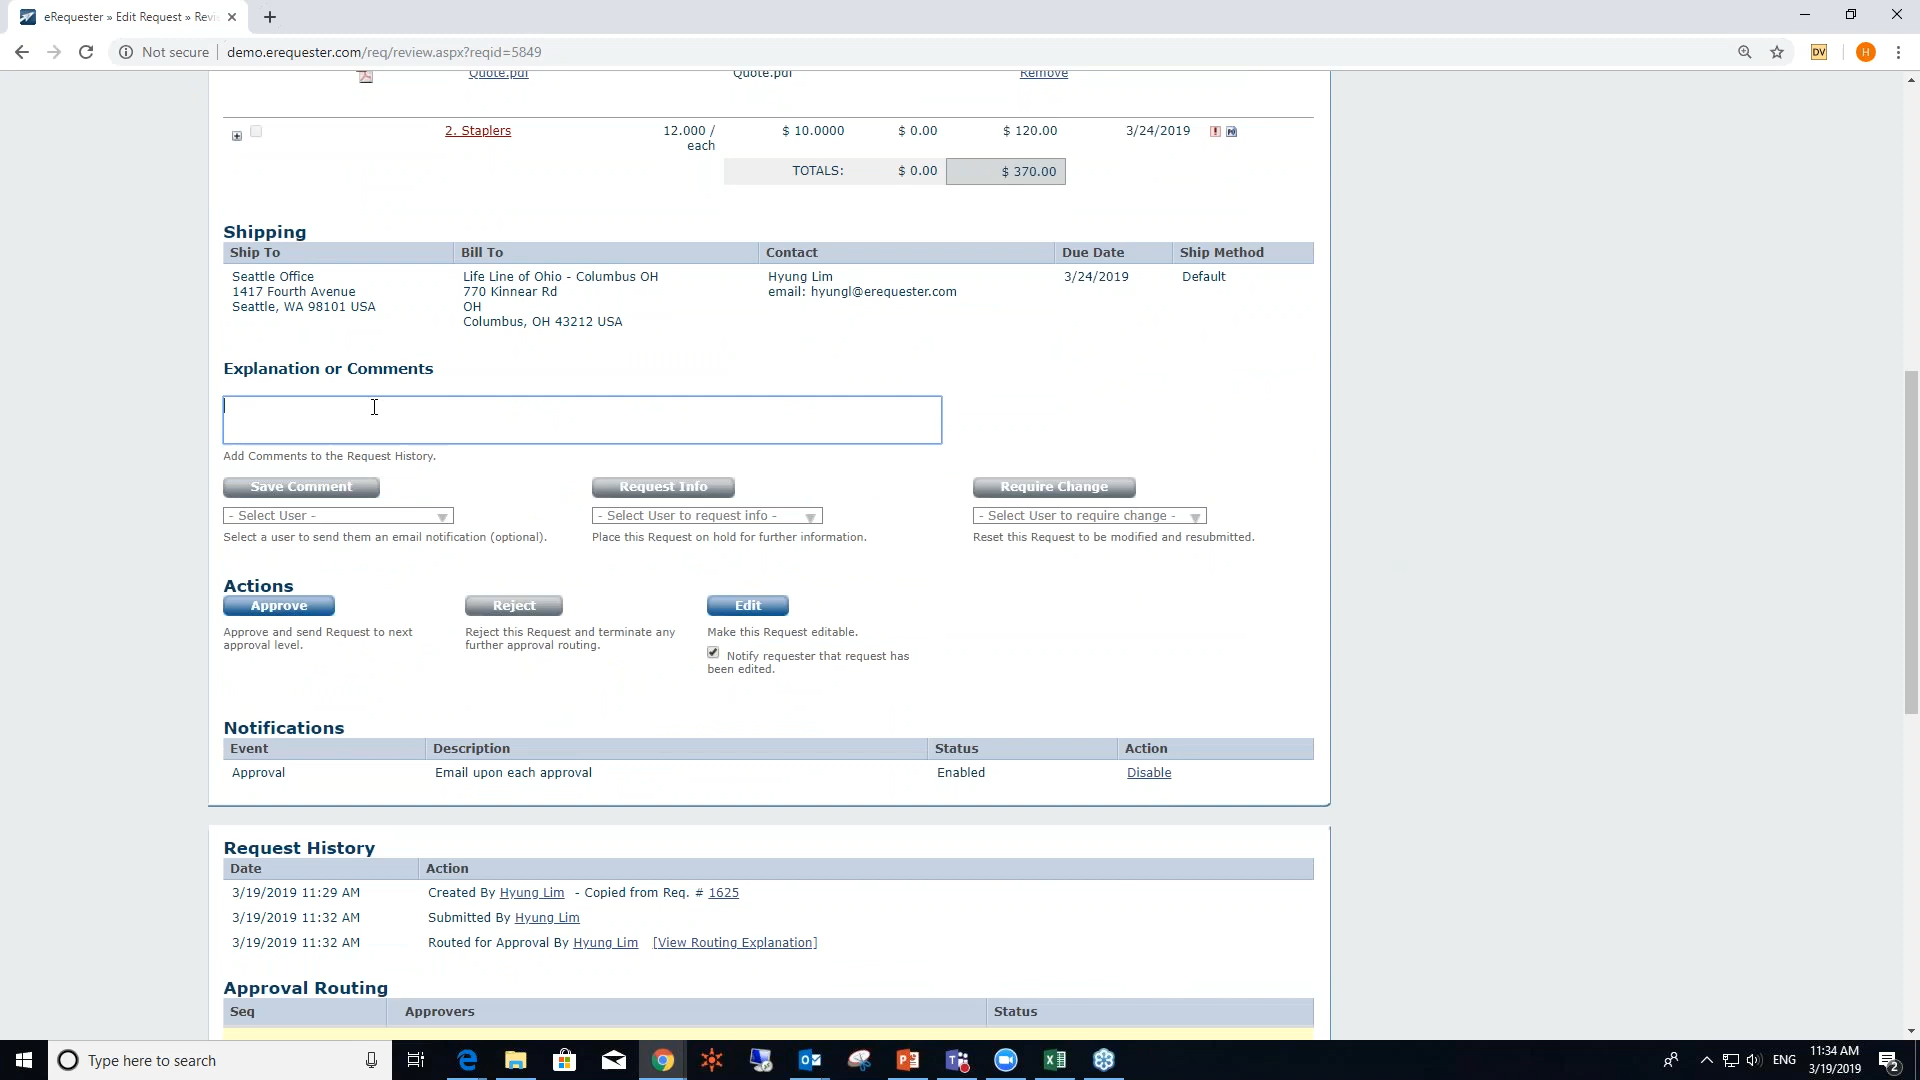 eRequester » Edit Request » Revi
Not secure
demo.erequester.com/req/review.aspx?reqid=5849
DV
H
Quote.pdf
Quote.pdf
Remove
2. Staplers
12.000 /
each
$ 10.0000
$ 0.00
$ 120.00
3/24/2019
TOTALS:
$ 0.00
$ 370.00
Shipping
Ship To
Bill To
Contact
Due Date
Ship Method
Seattle Office
1417 Fourth Avenue
Seattle, WA 98101 USA
Life Line of Ohio - Columbus OH
770 Kinnear Rd
OH
Columbus, OH 43212 USA
Hyung Lim
email: hyungl@erequester.com
3/24/2019
Default
Explanation or Comments
Add Comments to the Request History.
Save Comment
Request Info
Require Change
- Select User -
- Select User to request info -
- Select User to require change -
Select a user to send them an email notification (optional).
Place this Request on hold for further information.
Reset this Request to be modified and resubmitted.
Actions
Approve
Reject
Edit
Approve and send Request to next
approval level.
Reject this Request and terminate any
further approval routing.
Make this Request editable.
Notify requester that request has
been edited.
Notifications
Event
Description
Status
Action
Approval
Email upon each approval
Enabled
Disable
Request History
Date
Action
3/19/2019 11:29 AM
Created By Hyung Lim - Copied from Req. # 1625
3/19/2019 11:32 AM
Submitted By Hyung Lim
3/19/2019 11:32 AM
Routed for Approval By Hyung Lim [View Routing Explanation]
Approval Routing
Seq
Approvers
Status
Type here to search
ENG
11:34 AM
3/19/2019
2